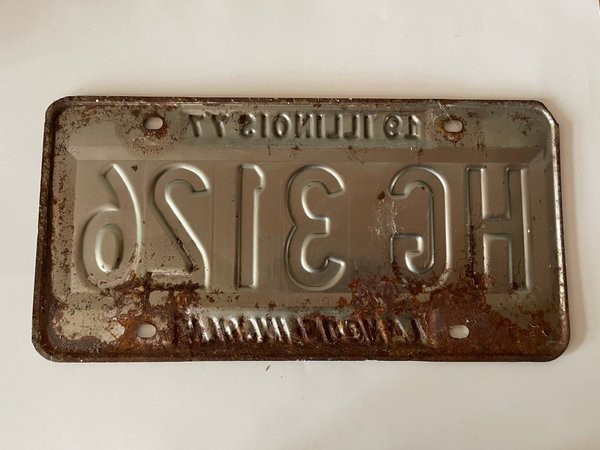 19 ILLINOIS 77
HG 3126
LAND OF LINCOLN